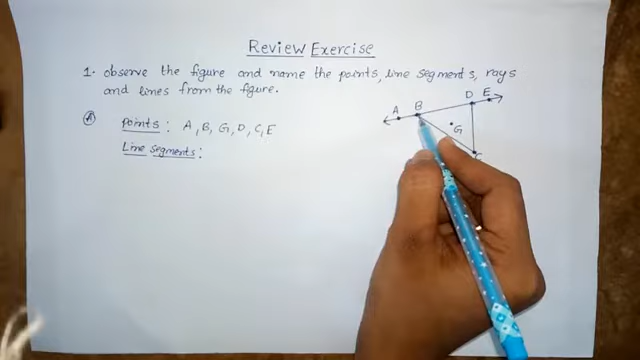 Review Exercise
1. observe the figure and name the points, line segments, rays
and lines from the figure.
A B D E
G
C
A Points: A, B, G, D, C, E
Line segments: